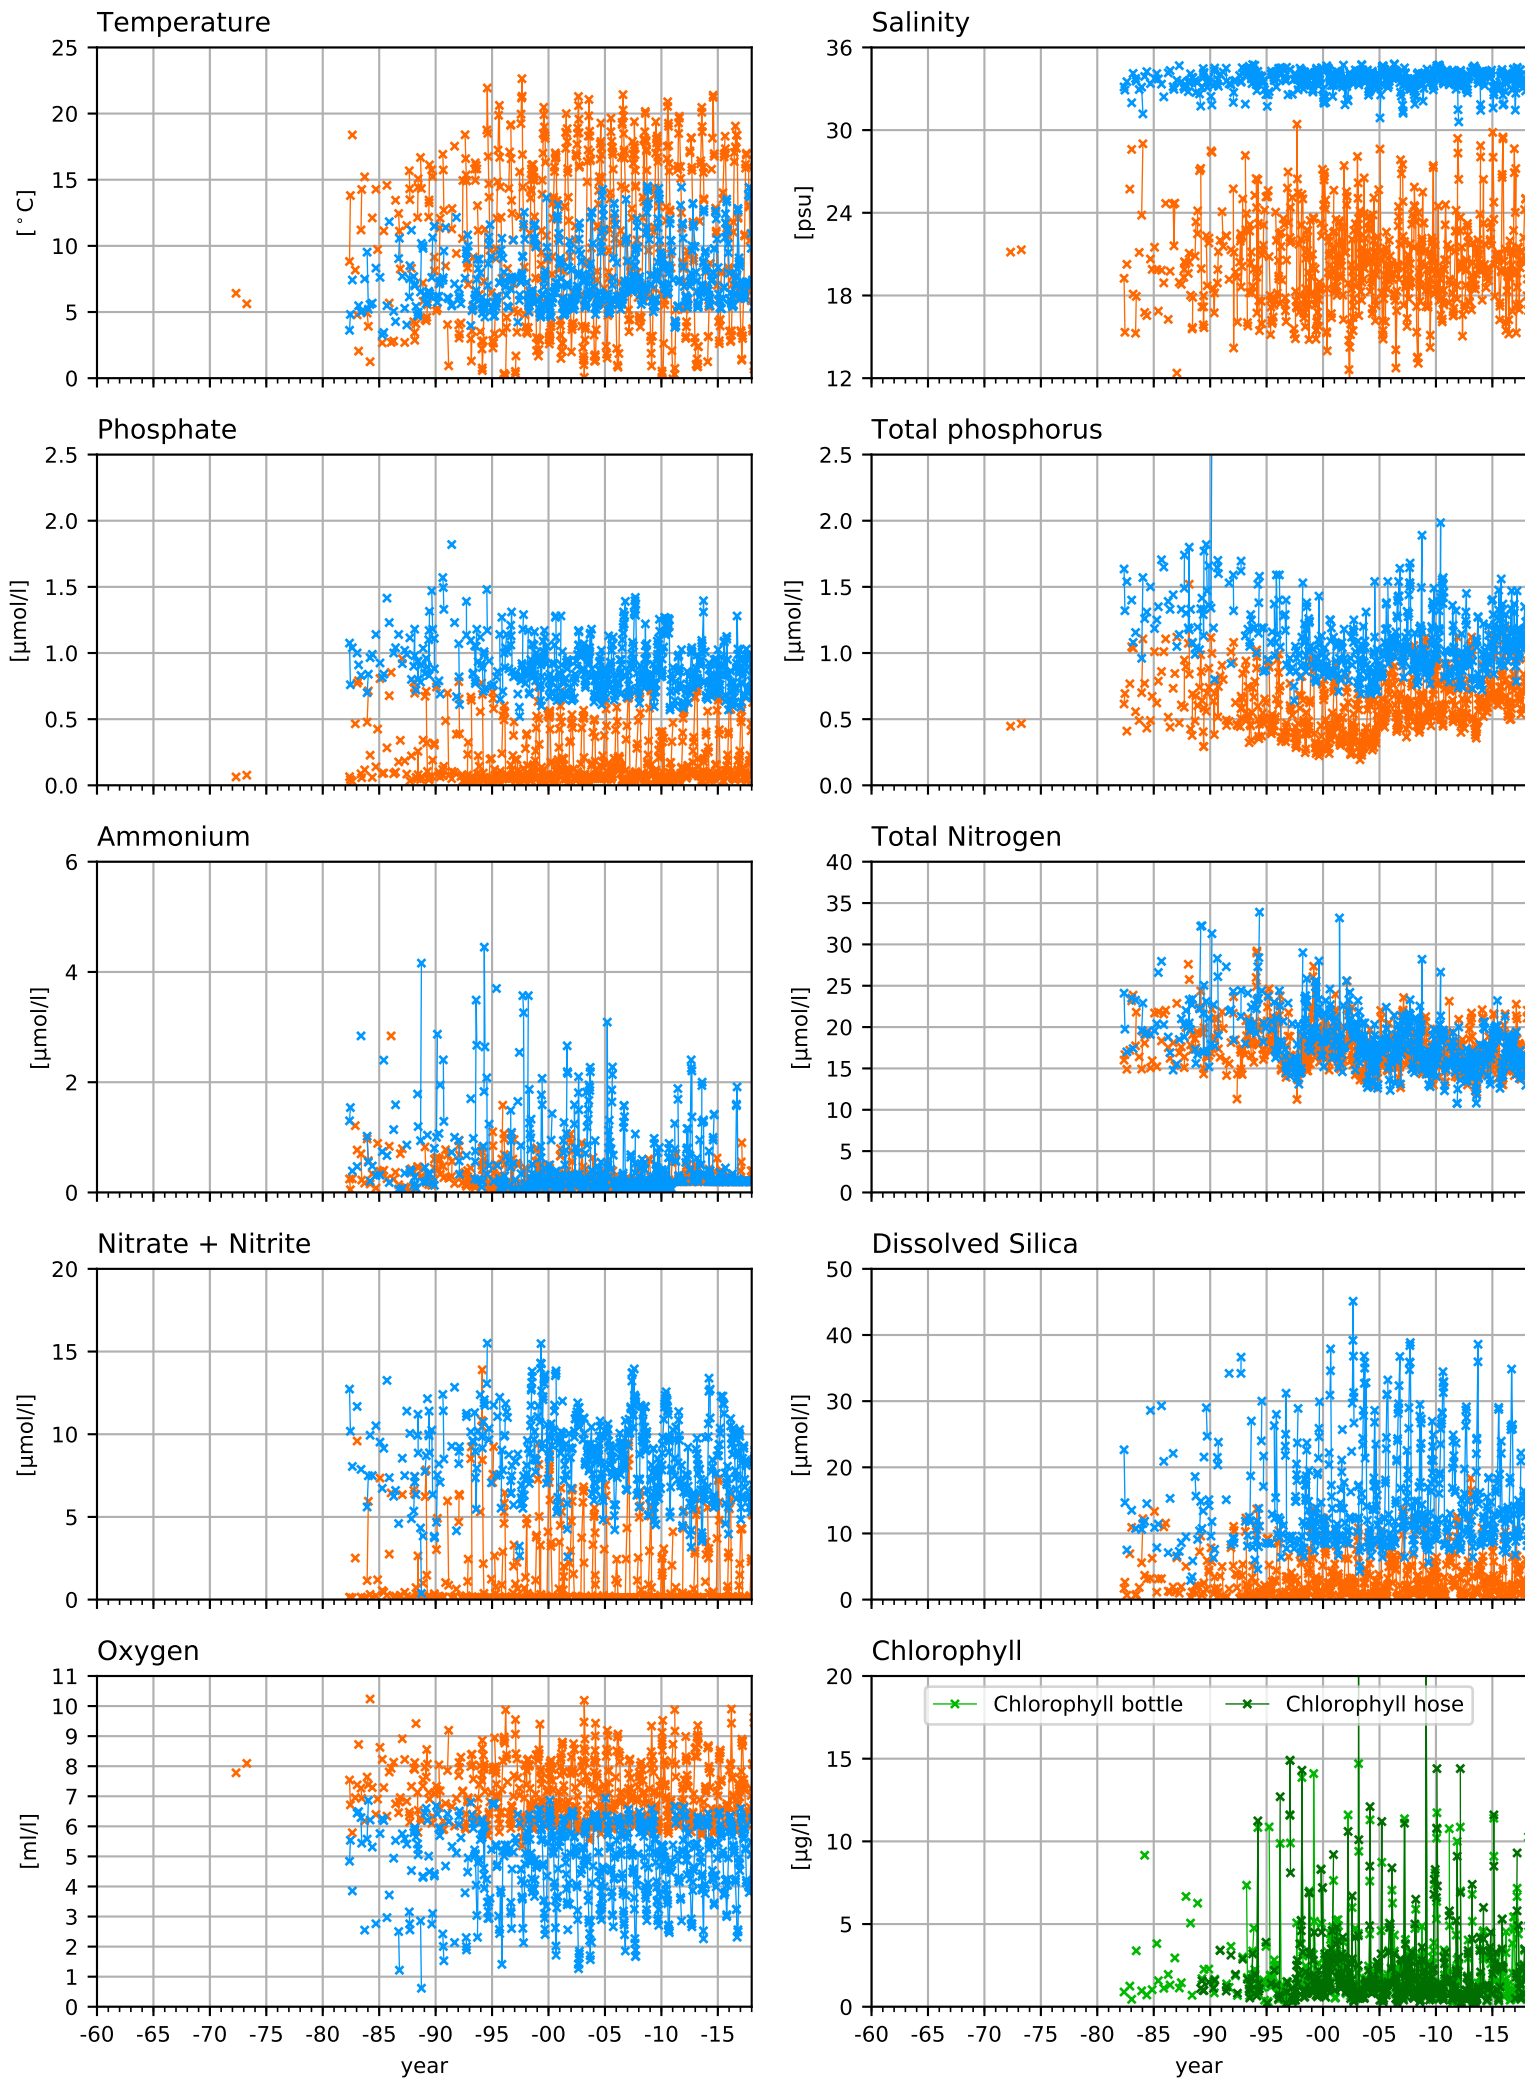 Temperature
Salinity
25
20
15
10
5
0
[°C]
36
30
24
18
12
[psu]
Phosphate
Total phosphorus
2.5
2.0
1.5
1.0
0.5
0.0
[µmol/l]
2.5
2.0
1.5
1.0
0.5
0.0
[µmol/l]
Ammonium
Total Nitrogen
6
4
2
0
[µmol/l]
40
35
30
25
20
15
10
5
0
[µmol/l]
Nitrate + Nitrite
Dissolved Silica
20
15
10
5
0
[µmol/l]
50
40
30
20
10
0
[µmol/l]
Oxygen
Chlorophyll
11
10
9
8
7
6
5
4
3
2
1
0
[ml/l]
20
15
10
5
0
[µg/l]
Chlorophyll bottle Chlorophyll hose
-60 -65 -70 -75 -80 -85 -90 -95 -00 -05 -10 -15
-60 -65 -70 -75 -80 -85 -90 -95 -00 -05 -10 -15
year
year